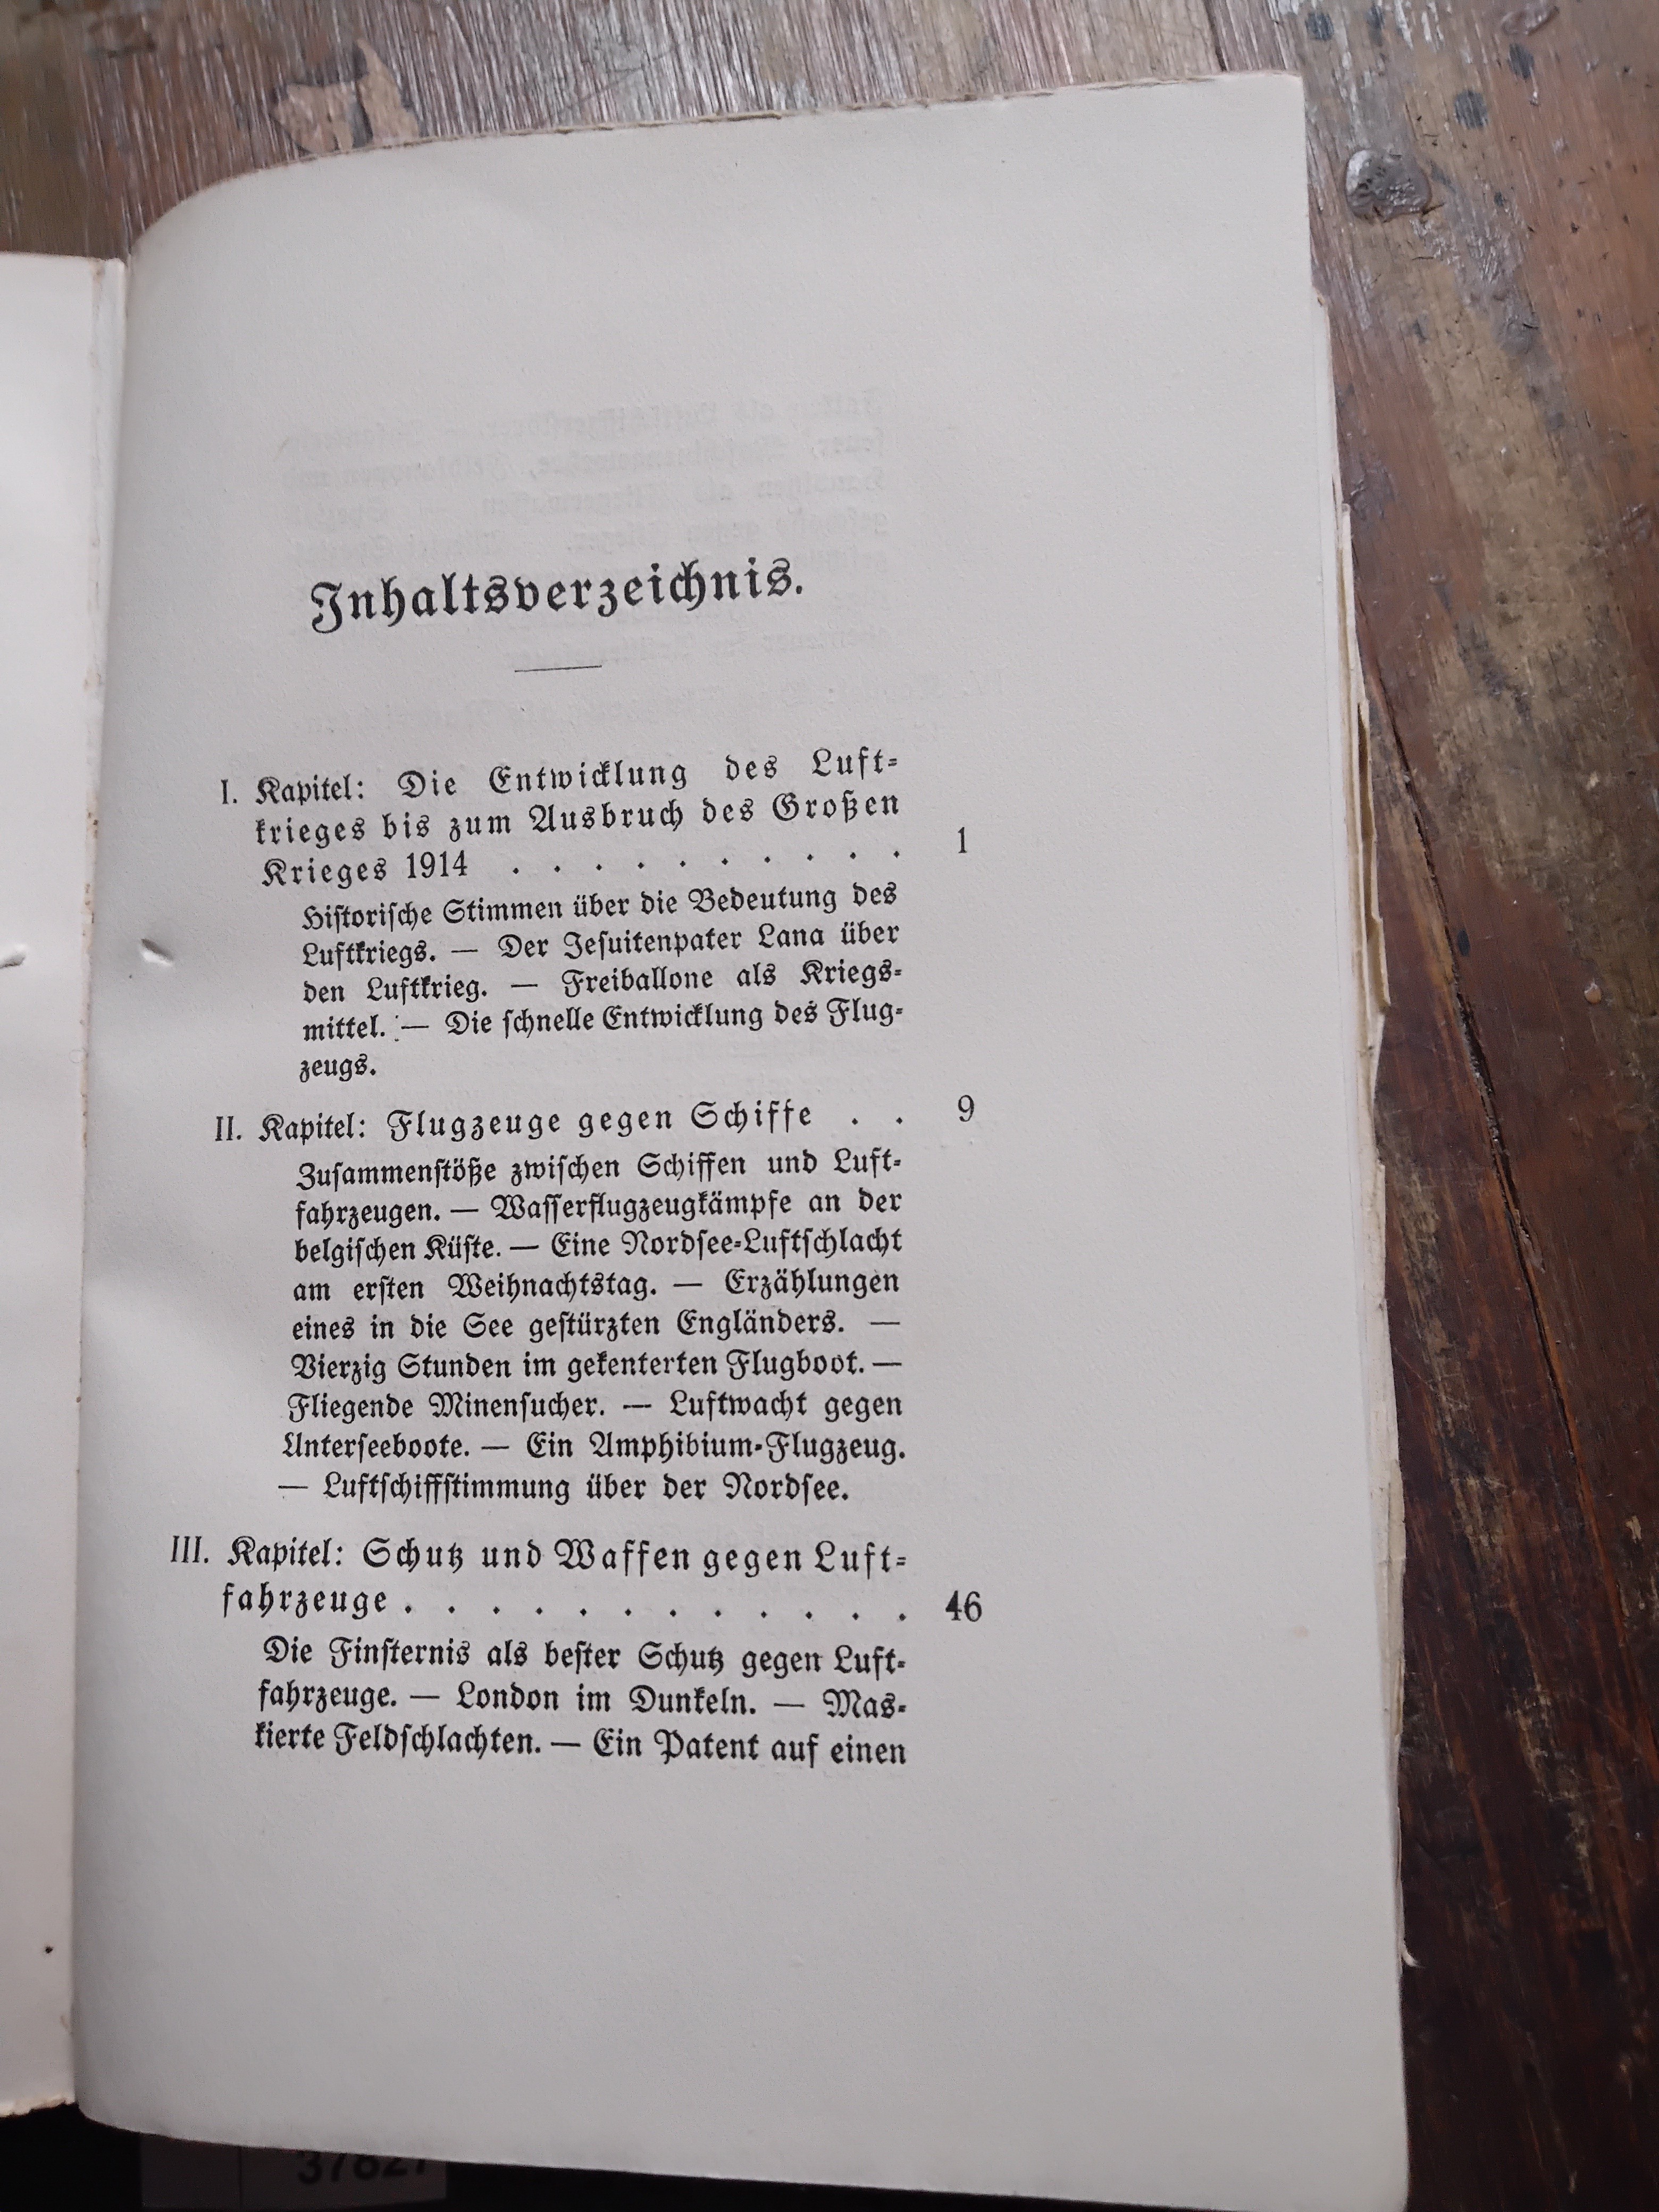 Inhaltsverzeichnis.
I. Kapitel: Die Entwicklung des Luft-
krieges bis zum Ausbruch des Großen
Krieges 1914 . . . . . . . . . . 1
Historische Stimmen über die Bedeutung des
Luftkriegs. — Der Jesuitenpater Lana über
den Luftkrieg. — Freiballone als Kriegs-
mittel. — Die schnelle Entwicklung des Flug-
zeugs.
II. Kapitel: Flugzeuge gegen Schiffe . . 9
Zusammenstöße zwischen Schiffen und Luft-
fahrzeugen. — Wasserflugzeugkämpfe an der
belgischen Küste. — Eine Nordsee-Luftschlacht
am ersten Weihnachtstag. — Erzählungen
eines in die See gestürzten Engländers. —
Vierzig Stunden im gekenterten Flugboot. —
Fliegende Minensucher. — Luftwacht gegen
Unterseeboote. — Ein Amphibium-Flugzeug.
— Luftschiffstimmung über der Nordsee.
III. Kapitel: Schutz und Waffen gegen Luft-
fahrzeuge . . . . . . . . . . . . 46
Die Finsternis als bester Schutz gegen Luft-
fahrzeuge. — London im Dunkeln. — Mas-
kierte Feldschlachten. — Ein Patent auf einen